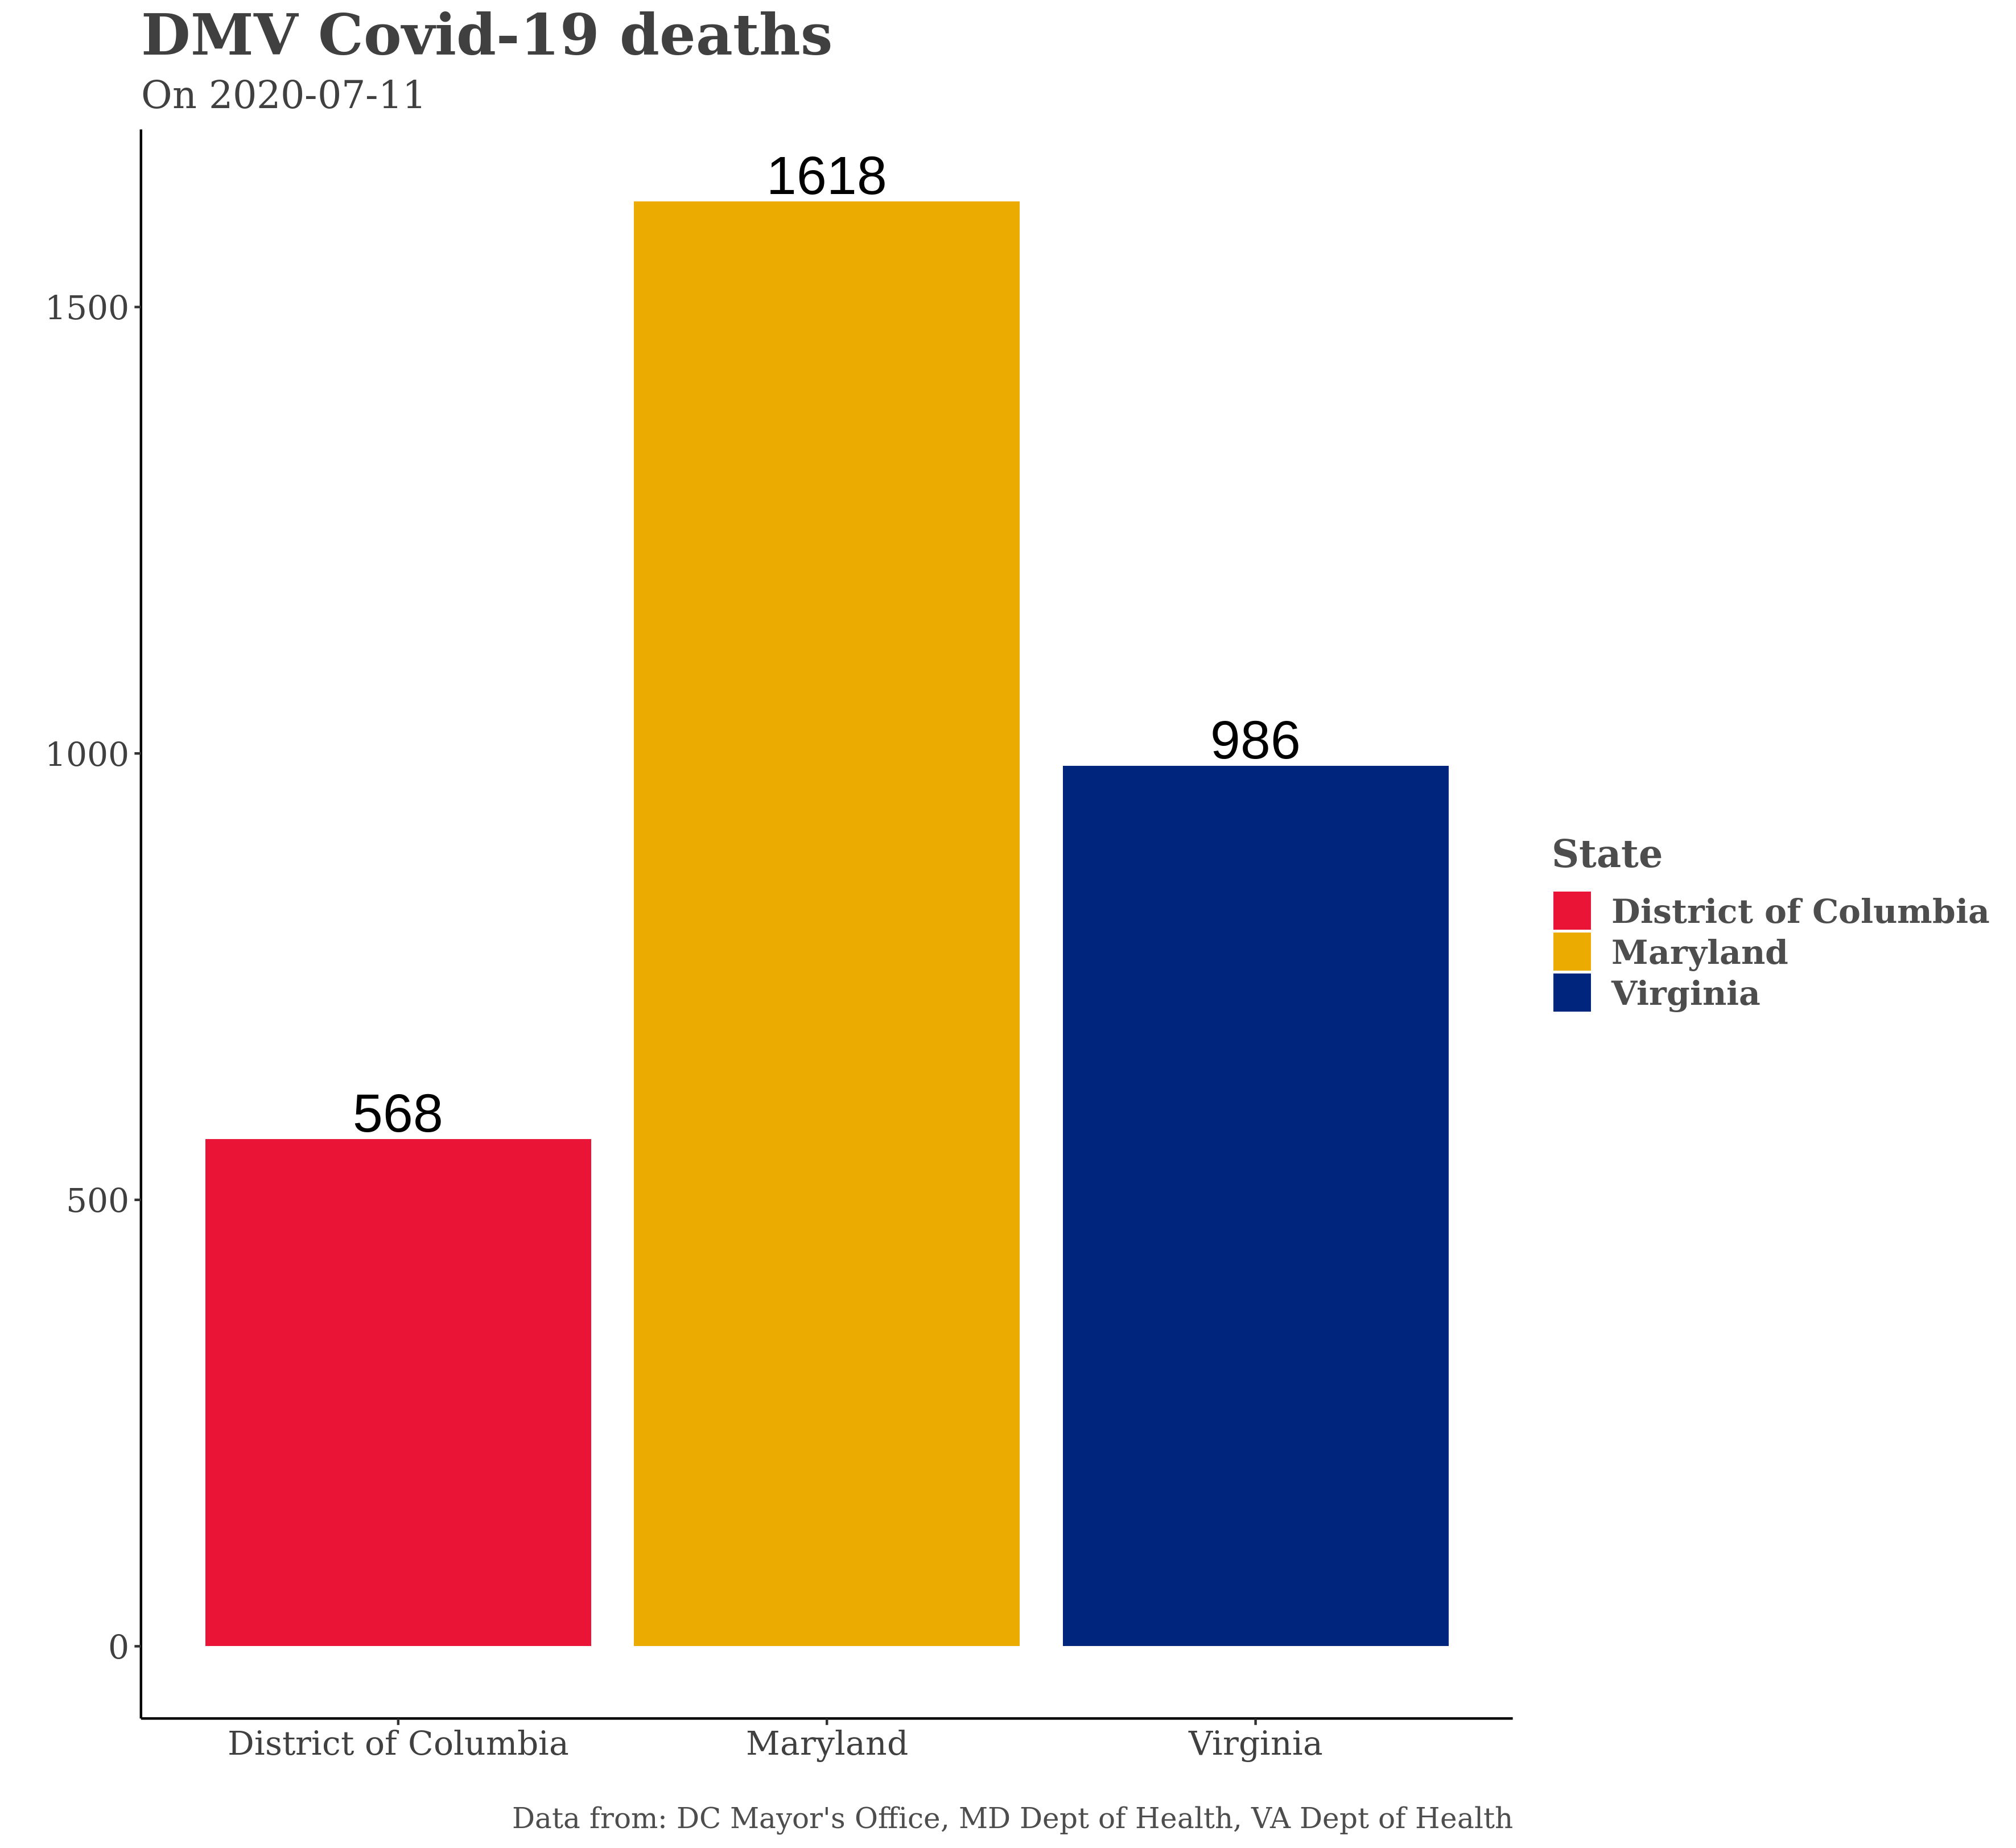 DMV Covid-19 deaths
On 2020-07-11
1618
1500
986
1000
568
500
0
State
District of Columbia
Maryland
Virginia
District of Columbia Maryland Virginia
Data from: DC Mayor's Office, MD Dept of Health, VA Dept of Health